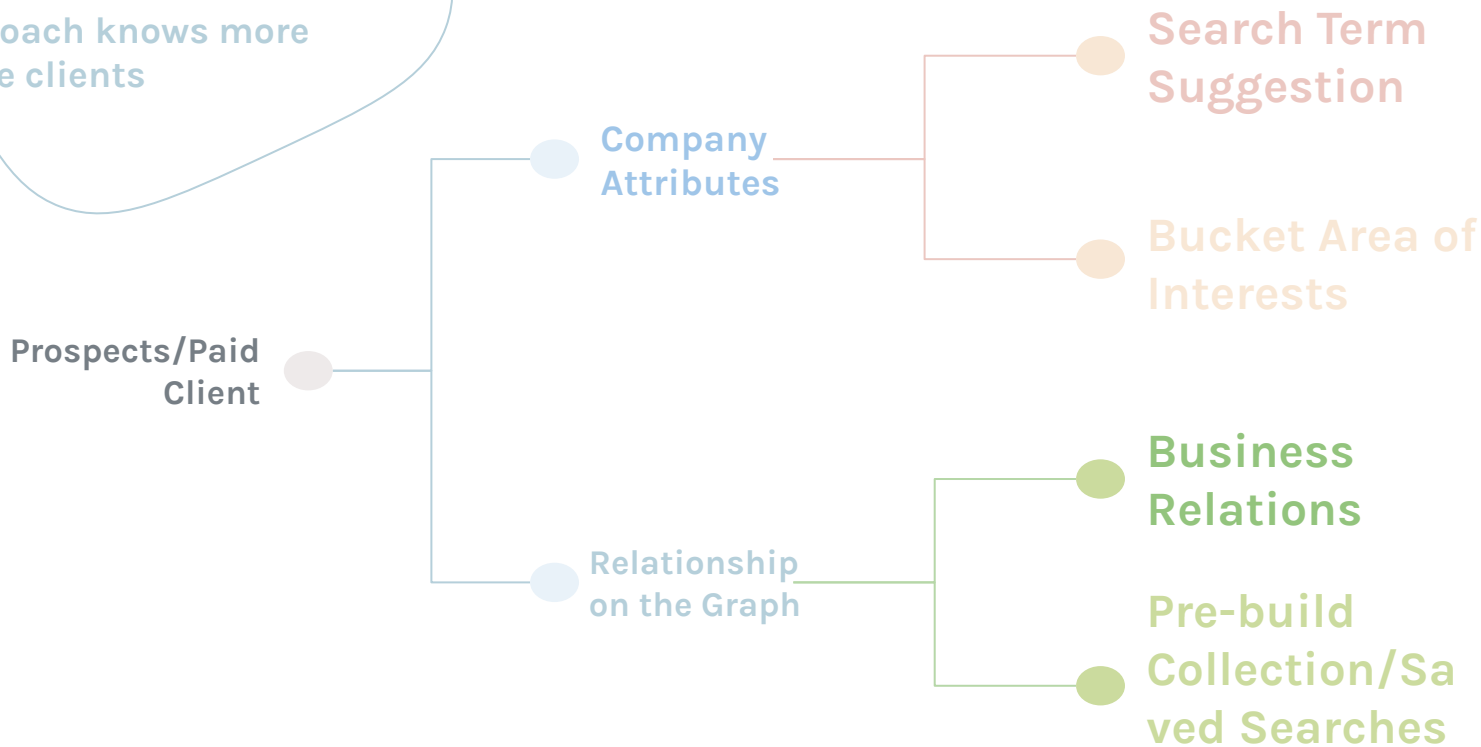 oach knows more
e clients
Search Term
Suggestion
Company
Attributes
Bucket Area of
Interests
Prospects/Paid
Client
Business
Relations
Relationship
on the Graph
Pre-build
Collection/Sa
ved Searches